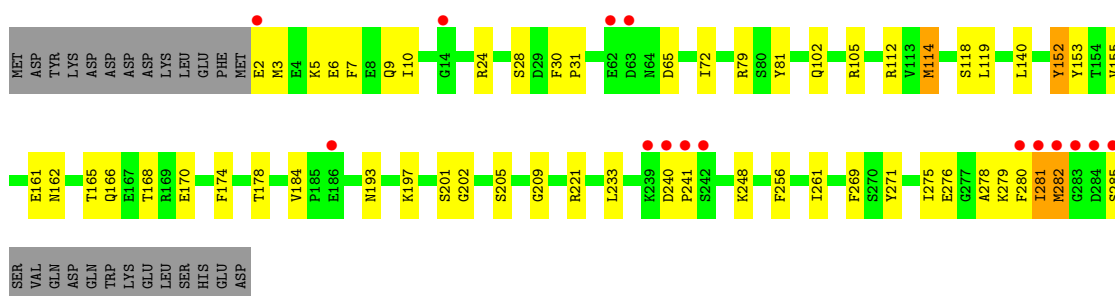 MET ASP TYR LYS ASP ASP ASP ASP LYS LEU GLU PHE MET E2 M3 E4 K5 E6 F7 E8 Q9 I10 G14 R24 S28 D29 F30 P31 E62 D63 N64 D65 I72 R79 S80 Y81 Q102 R105 R112 V113 M114 S118 L119 L140 Y152 Y153 T154 V155
E161 N162 T165 Q166 E167 T168 R169 E170 F174 T178 V184 P185 E186 N193 K197 S201 G202 S205 G209 R221 L233 K239 D240 P241 S242 K248 F256 I261 F269 S270 Y271 I275 E276 G277 A278 K279 F280 I281 M282 G283 D284 S285
SER VAL GLN ASP GLN TRP LYS GLU LEU SER HIS GLU ASP